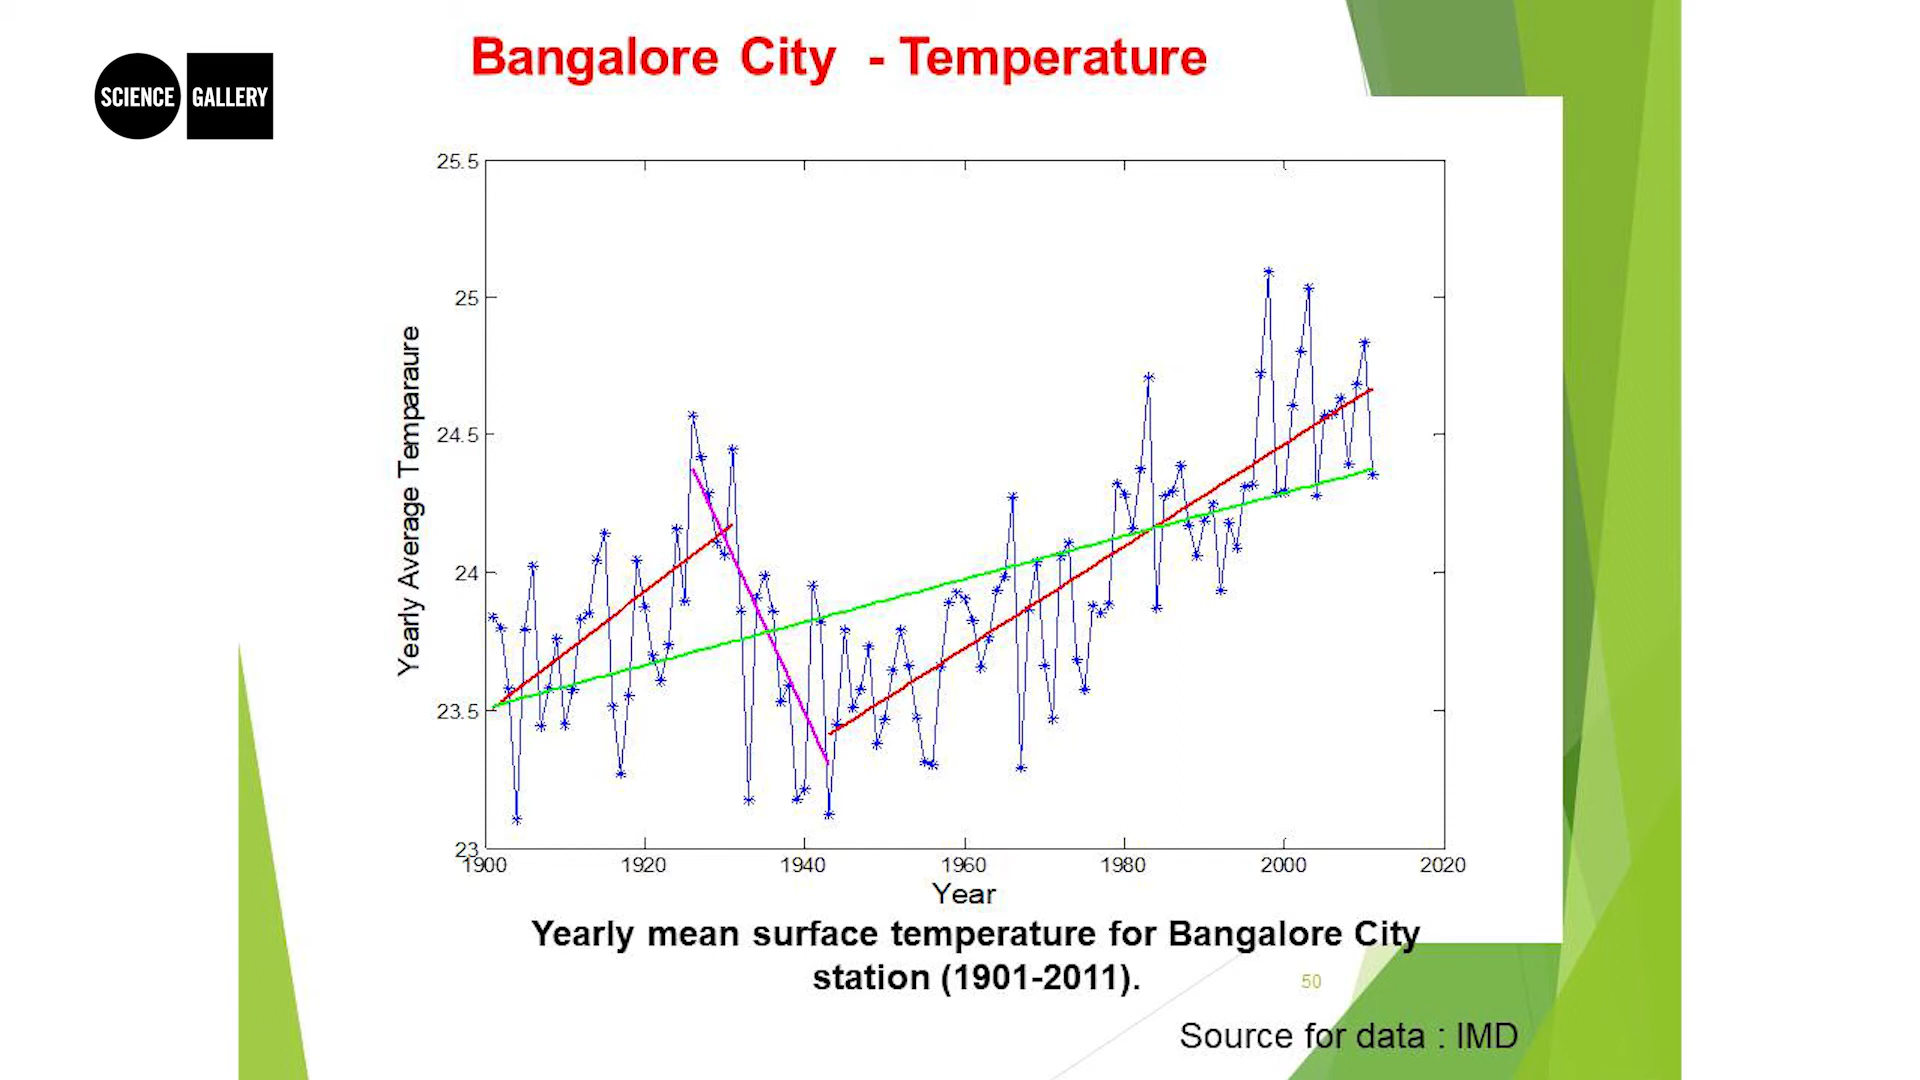 Bangalore City - Temperature
SCIENCE GALLERY
25.5
25
24.5
24
23.5
23
Yearly Average Temparaure
1900 1920 1940 1960 1980 2000 2020
Year
Yearly mean surface temperature for Bangalore City
station (1901-2011).
50
Source for data : IMD